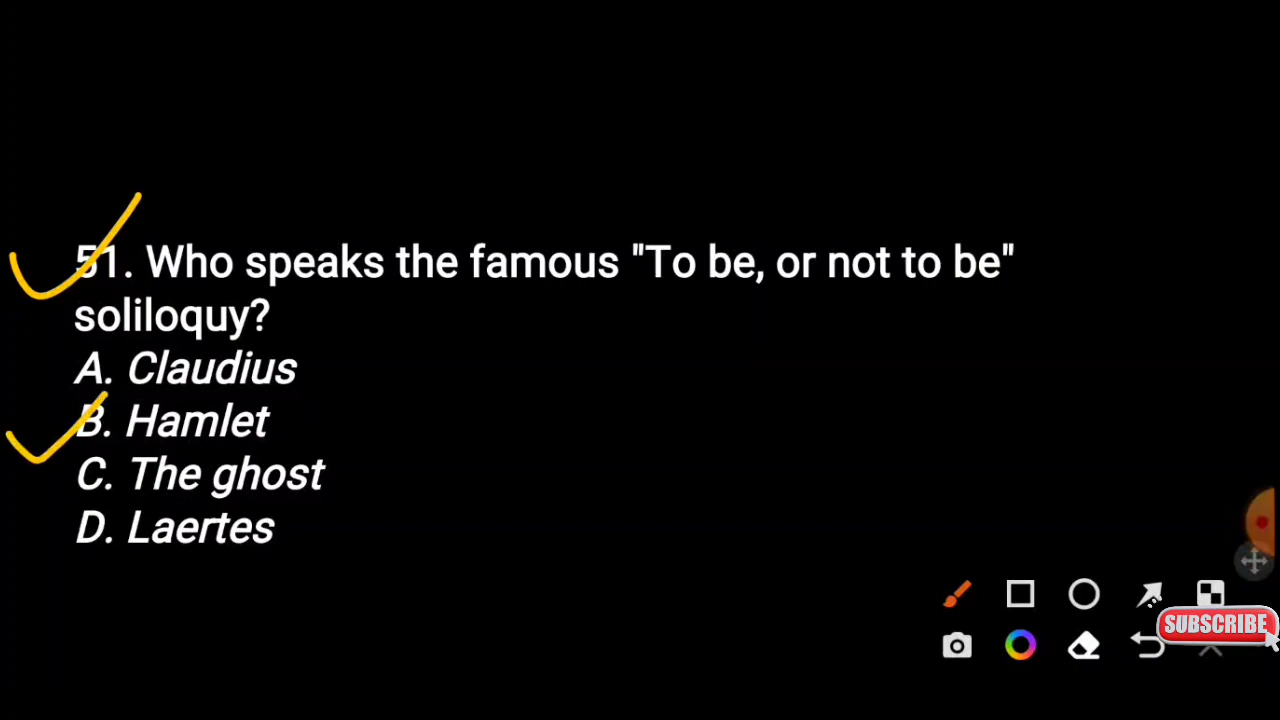 51. Who speaks the famous "To be, or not to be"
soliloquy?
A. Claudius
B. Hamlet
C. The ghost
D. Laertes
SUBSCRIBE